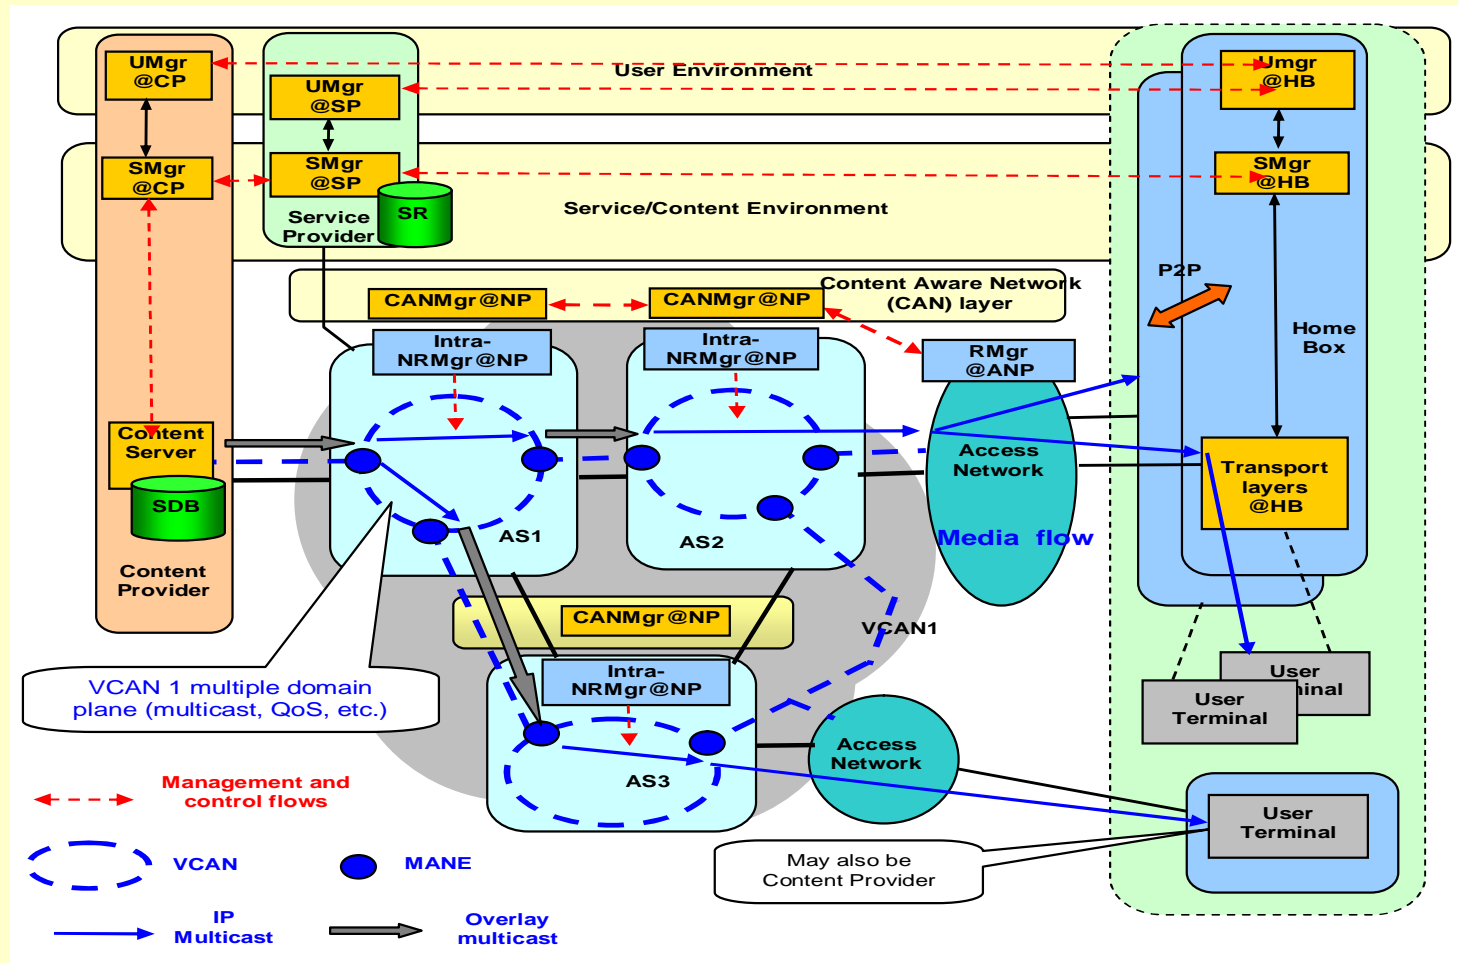 UMgr
@CP
UMgr
@SP
User Environment
Umgr
@HB
SMgr
@CP
SMgr
@SP
SMgr
@HB
Service
Provider
SR
Service/Content Environment
P2P
Home
Box
Content Aware Network
(CAN) layer
CANMgr@NP
CANMgr@NP
Intra-
NRMgr@NP
Intra-
NRMgr@NP
RMgr
@ANP
Content
Server
SDB
Content
Provider
AS1
AS2
Access
Network
Media flow
Transport
layers
@HB
CANMgr@NP
VCAN1
Intra-
NRMgr@NP
AS3
Access
Network
VCAN 1 multiple domain
plane (multicast, QoS, etc.)
User
Terminal
User
Terminal
User
Terminal
May also be
Content Provider
Management and
control flows
VCAN
MANE
IP
Multicast
Overlay
multicast